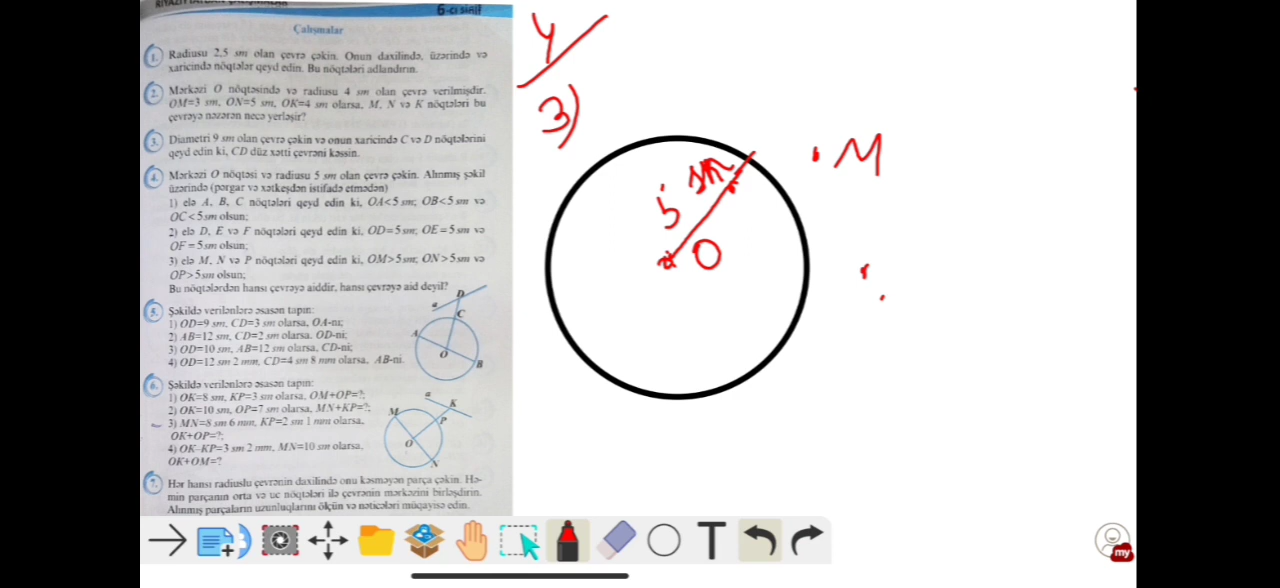 RİYAZİYYATDAN ÇALIŞMALAR
6-cı sinif
Çalışmalar
1. Radiusu 2,5 sm olan çevrə çəkin. Onun daxilində, üzərində və
xaricində nöqtələr qeyd edin. Bu nöqtələri adlandırın.
2. Mərkəzi O nöqtəsində və radiusu 4 sm olan çevrə verilmişdir.
OM=3 sm, ON=5 sm, OK=4 sm olarsa, M, N və K nöqtələri bu
çevrəyə nəzərən necə yerləşir?
3. Diametri 9 sm olan çevrə çəkin və onun xaricində C və D nöqtələrini
qeyd edin ki, CD düz xətti çevrəni kəssin.
4. Mərkəzi O nöqtəsi və radiusu 5 sm olan çevrə çəkin. Alınmış şəkil
üzərində (pərgar və xətkeşdən istifadə etmədən)
1) elə A, B, C nöqtələri qeyd edin ki, OA<5 sm; OB<5 sm və
OC<5 sm olsun;
2) elə D, E və F nöqtələri qeyd edin ki, OD=5 sm; OE=5 sm və
OF=5 sm olsun;
3) elə M, N və P nöqtələri qeyd edin ki, OM>5 sm; ON>5 sm və
OP>5 sm olsun;
Bu nöqtələrdən hansı çevrəyə aiddir, hansı çevrəyə aid deyil?
5. Şəkildə verilənlərə əsasən tapın:
1) OD=9 sm, CD=3 sm olarsa, OA-nı;
2) AB=12 sm, CD=2 sm olarsa, OD-ni;
3) OD=10 sm, AB=12 sm olarsa, CD-ni;
4) OD=12 sm 2 mm, CD=4 sm 8 mm olarsa, AB-ni.
a
D
C
A
O
B
6. Şəkildə verilənlərə əsasən tapın:
1) OK=8 sm, KP=3 sm olarsa, OM+OP=?;
2) OK=10 sm, OP=7 sm olarsa, MN+KP=?;
3) MN=8 sm 6 mm, KP=2 sm 1 mm olarsa,
OK+OP=?;
4) OK-KP=3 sm 2 mm, MN=10 sm olarsa,
OK+OM=?
a
K
M
P
O
N
7. Hər hansı radiuslu çevrənin daxilində onu kəsməyən parça çəkin. Hə-
min parçanın orta və uc nöqtələri ilə çevrənin mərkəzini birləşdirin.
Alınmış parçaların uzunluqlarını ölçün və nəticələri müqayisə edin.
4/
3)
M
5 sm
O
T
my